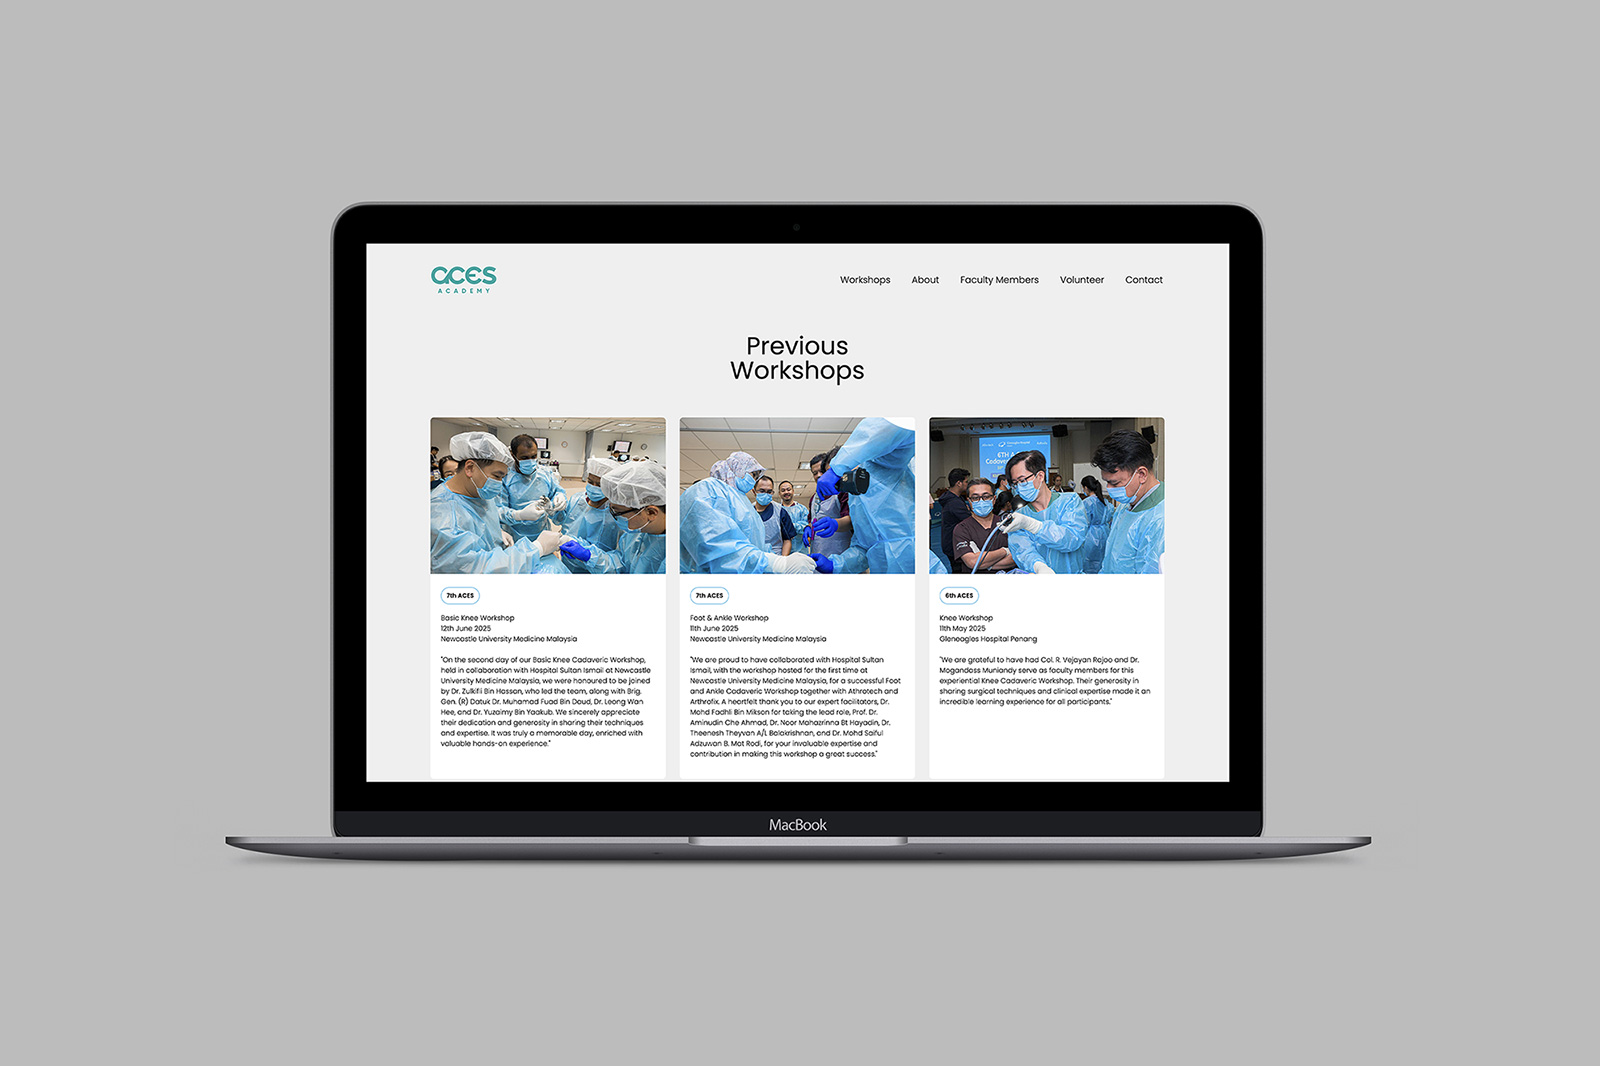 aces
ACADEMY
Workshops About Faculty Members Volunteer Contact
Previous
Workshops
6TH A
Cadav
7th ACES
Basic Knee Workshop
12th June 2025
Newcastle University Medicine Malaysia
"On the second day of our Basic Knee Cadaveric Workshop,
held in collaboration with Hospital Sultan Ismail at Newcastle
University Medicine Malaysia, we were honoured to be joined
by Dr. Zulkifli Bin Hassan, who led the team, along with Brig.
Gen. (R) Datuk Dr. Muhamad Fuad Bin Daud, Dr. Leong Wan
Hee, and Dr. Yuzaimy Bin Yaakub. We sincerely appreciate
their dedication and generosity in sharing their techniques
and expertise. It was truly a memorable day, enriched with
valuable hands-on experience."
7th ACES
Foot & Ankle Workshop
11th June 2025
Newcastle University Medicine Malaysia
"We are proud to have collaborated with Hospital Sultan
Ismail, with the workshop hosted for the first time at
Newcastle University Medicine Malaysia, for a successful Foot
and Ankle Cadaveric Workshop together with Athrotech and
Arthrofix. A heartfelt thank you to our expert facilitators, Dr.
Mohd Fadhli Bin Mikson for taking the lead role, Prof. Dr.
Aminudin Che Ahmad, Dr. Noor Mahazrinna Bt Hayadin, Dr.
Theenesh Theyvan A/L Balakrishnan, and Dr. Mohd Saiful
Adzuwan B. Mat Rodi, for your invaluable expertise and
contribution in making this workshop a great success."
6th ACES
Knee Workshop
11th May 2025
Gleneagles Hospital Penang
"We are grateful to have had Col. R. Vejayan Rajoo and Dr.
Mogandass Muniandy serve as faculty members for this
experiential Knee Cadaveric Workshop. Their generosity in
sharing surgical techniques and clinical expertise made it an
incredible learning experience for all participants."
MacBook